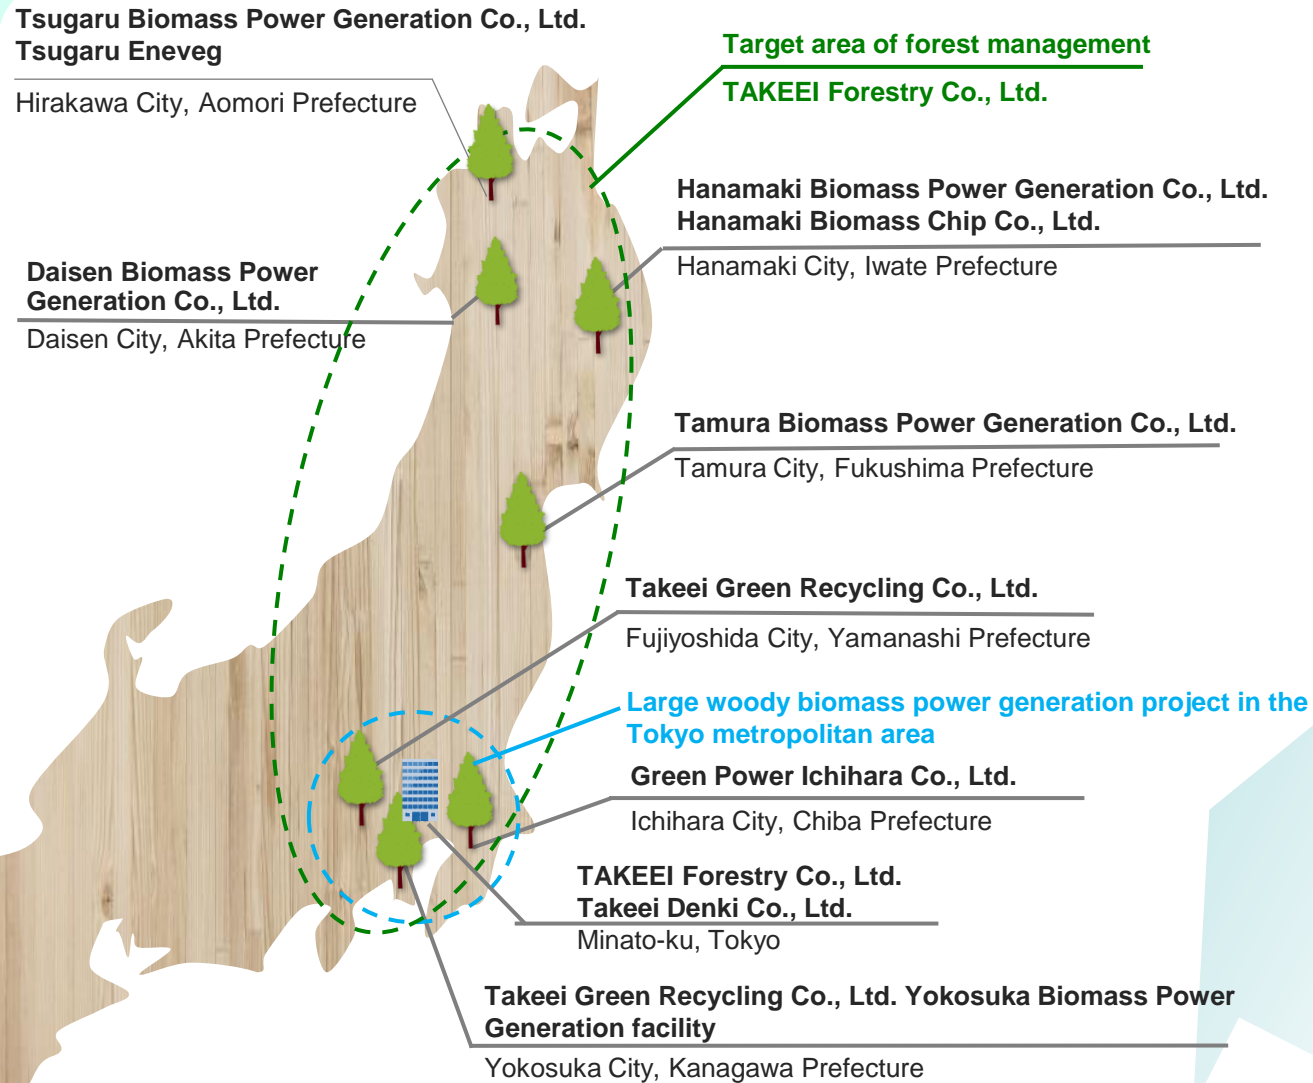 Tsugaru Biomass Power Generation Co., Ltd.
Tsugaru Eneveg
Hirakawa City, Aomori Prefecture
Target area of forest management
TAKEEI Forestry Co., Ltd.
Hanamaki Biomass Power Generation Co., Ltd.
Hanamaki Biomass Chip Co., Ltd.
Hanamaki City, Iwate Prefecture
Daisen Biomass Power
Generation Co., Ltd.
Daisen City, Akita Prefecture
Tamura Biomass Power Generation Co., Ltd.
Tamura City, Fukushima Prefecture
Takeei Green Recycling Co., Ltd.
Fujiyoshida City, Yamanashi Prefecture
Large woody biomass power generation project in the
Tokyo metropolitan area
Green Power Ichihara Co., Ltd.
Ichihara City, Chiba Prefecture
TAKEEI Forestry Co., Ltd.
Takeei Denki Co., Ltd.
Minato-ku, Tokyo
Takeei Green Recycling Co., Ltd. Yokosuka Biomass Power
Generation facility
Yokosuka City, Kanagawa Prefecture